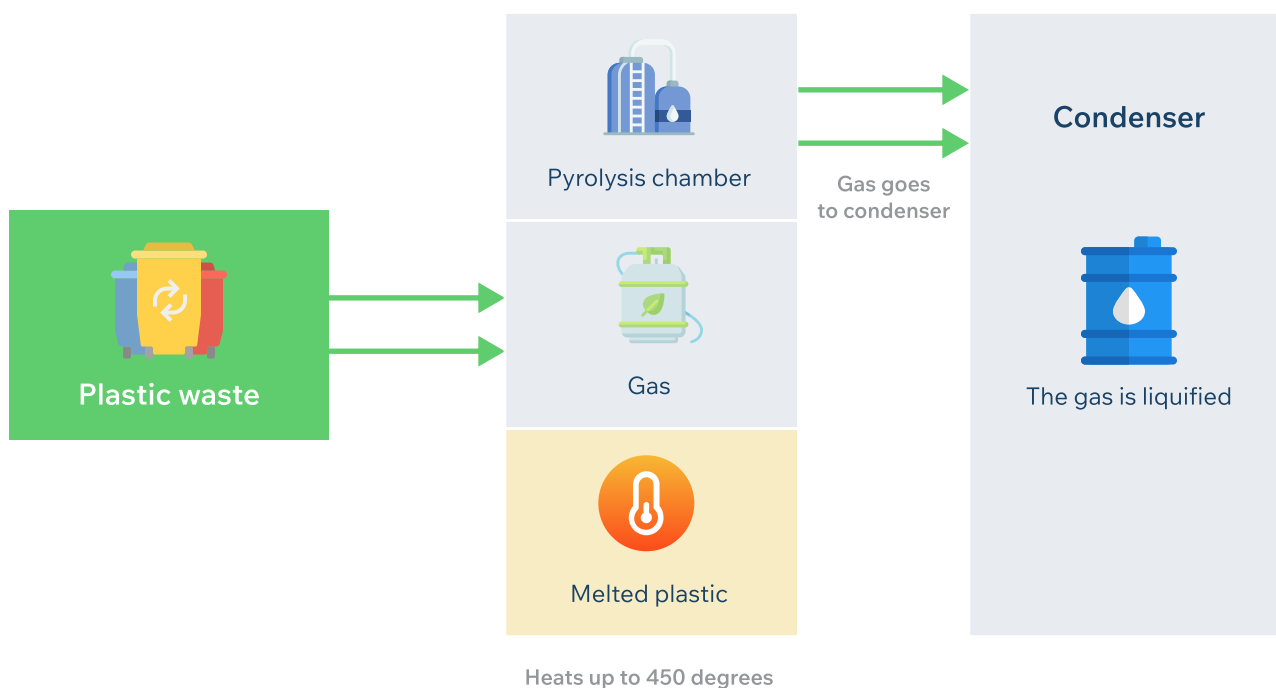 Plastic waste
Pyrolysis chamber
Gas
Melted plastic
Heats up to 450 degrees
Gas goes
to condenser
Condenser
The gas is liquified